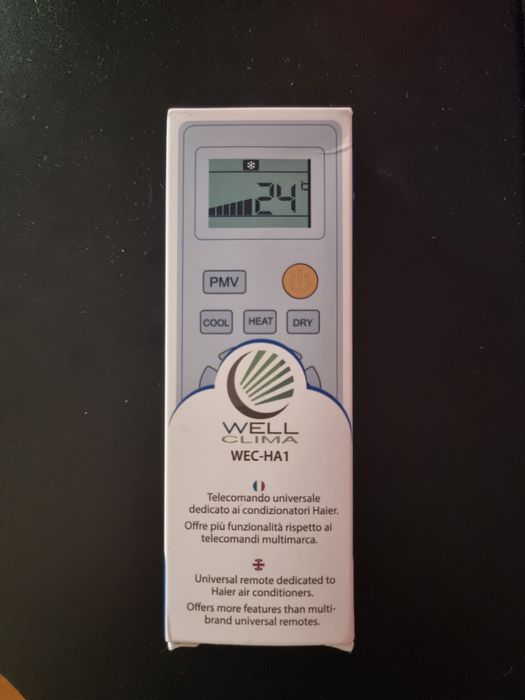 24°c
PMV
COOL HEAT DRY
WELL
CLIMA
WEC-HA1
Telecomando universale
dedicato ai condizionatori Haier.
Offre più funzionalità rispetto ai
telecomandi multimarca.
Universal remote dedicated to
Haier air conditioners.
Offers more features than multi-
brand universal remotes.